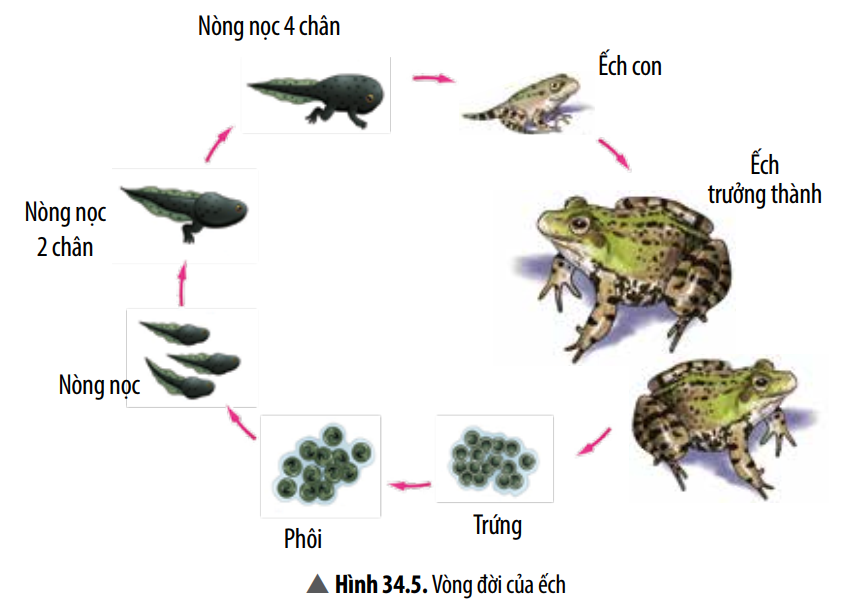 Nòng nọc 4 chân
Ếch con
Ếch
trưởng thành
Nòng nọc
2 chân
Nòng nọc
Phôi
Trứng
▲ Hình 34.5. Vòng đời của ếch